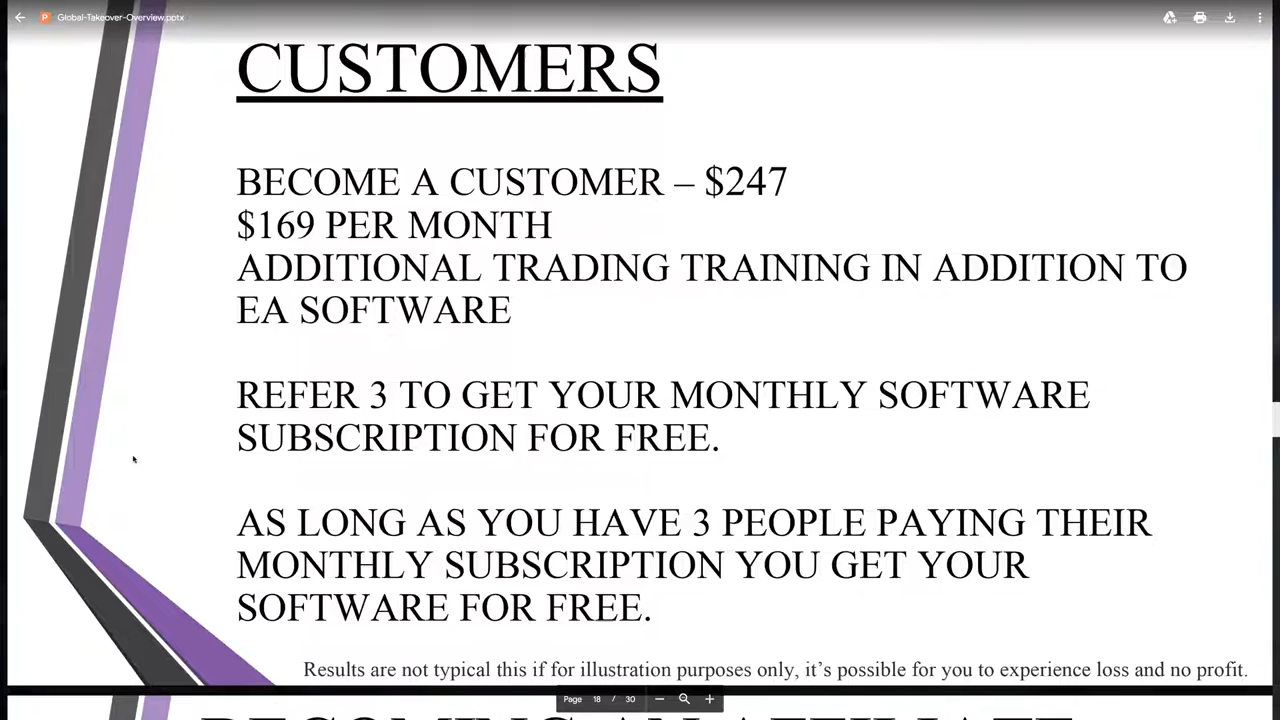 Global-Takeover-Overview.pptx
CUSTOMERS
BECOME A CUSTOMER – $247
$169 PER MONTH
ADDITIONAL TRADING TRAINING IN ADDITION TO
EA SOFTWARE
REFER 3 TO GET YOUR MONTHLY SOFTWARE
SUBSCRIPTION FOR FREE.
AS LONG AS YOU HAVE 3 PEOPLE PAYING THEIR
MONTHLY SUBSCRIPTION YOU GET YOUR
SOFTWARE FOR FREE.
Results are not typical this if for illustration purposes only, it’s possible for you to experience loss and no profit.
Page 18 / 30
BECOMING AN AFFILIATE